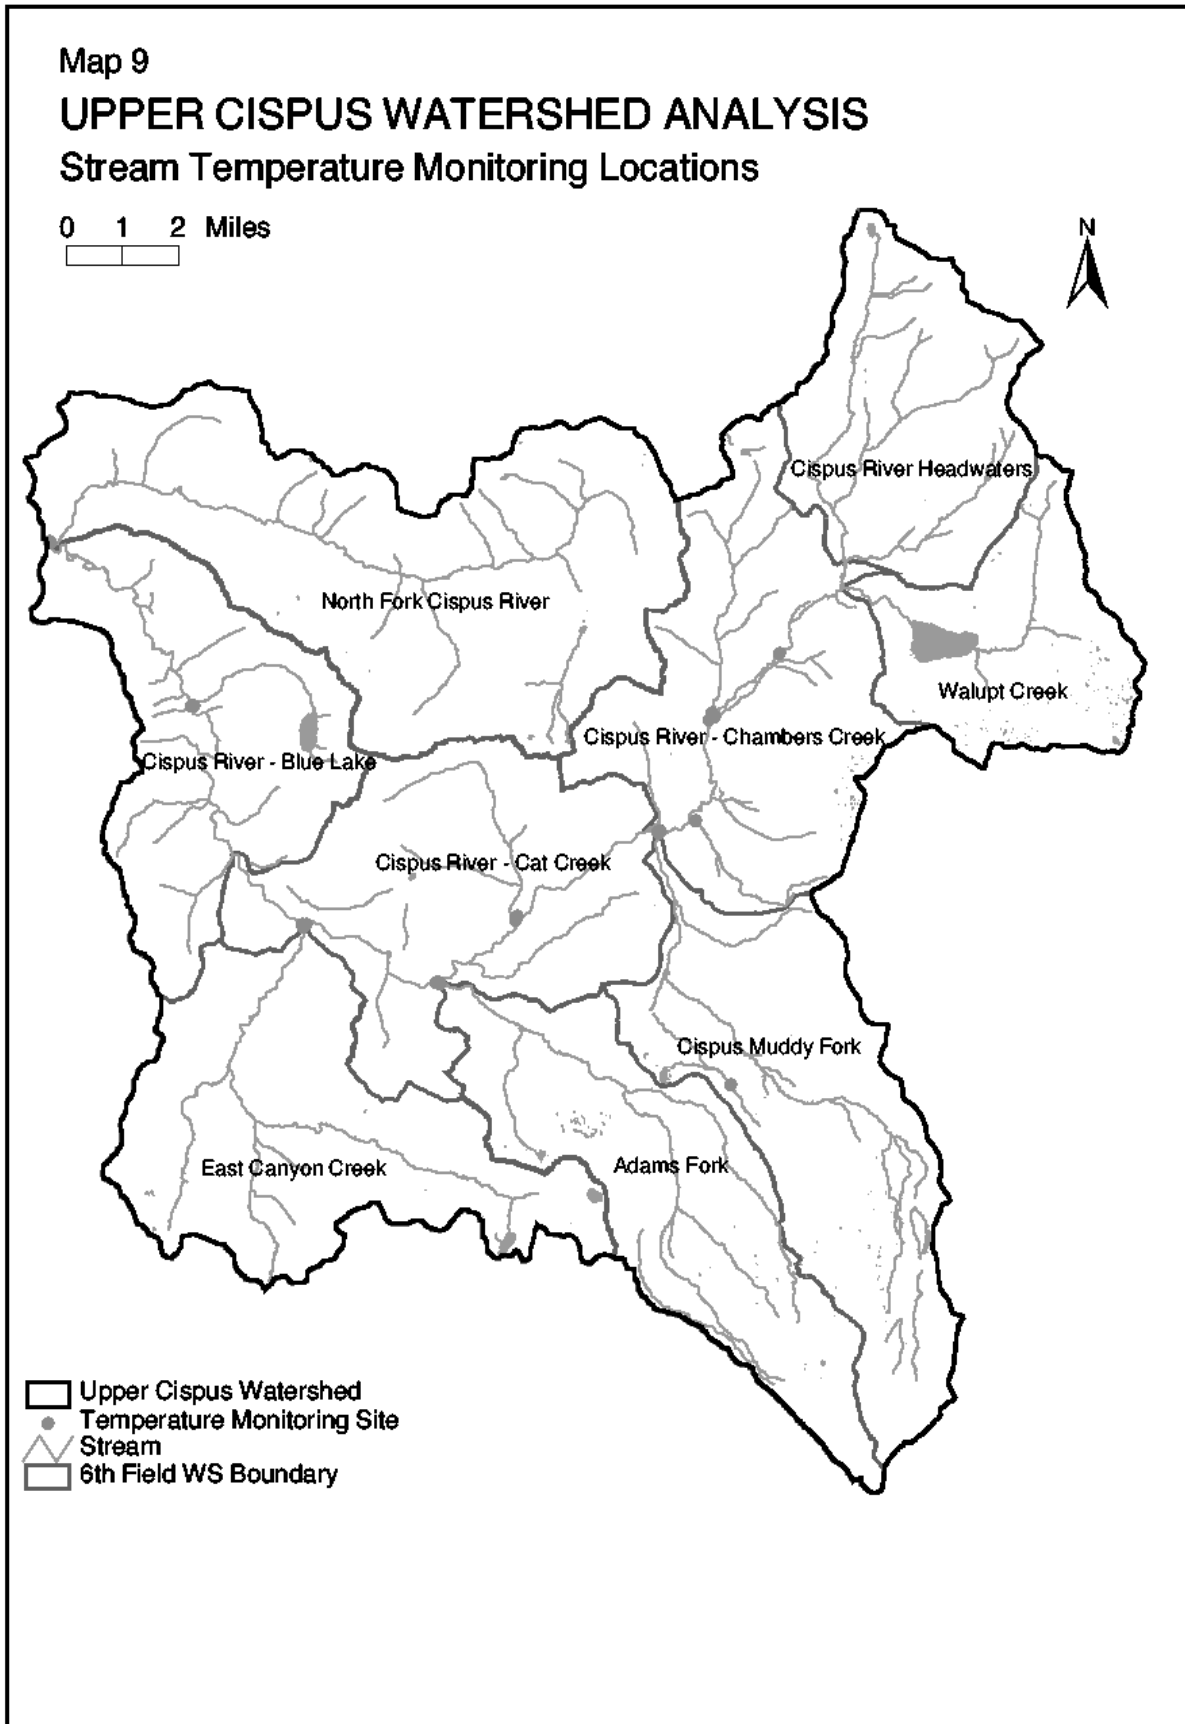 Map 9
UPPER CISPUS WATERSHED ANALYSIS
Stream Temperature Monitoring Locations
0 1 2 Miles
N
Cispus River Headwaters
North Fork Cispus River
Walupt Creek
Cispus River - Chambers Creek
Cispus River - Blue Lake
Cispus River - Cat Creek
Cispus Muddy Fork
East Canyon Creek
Adams Fork
Upper Cispus Watershed
Temperature Monitoring Site
Stream
6th Field WS Boundary